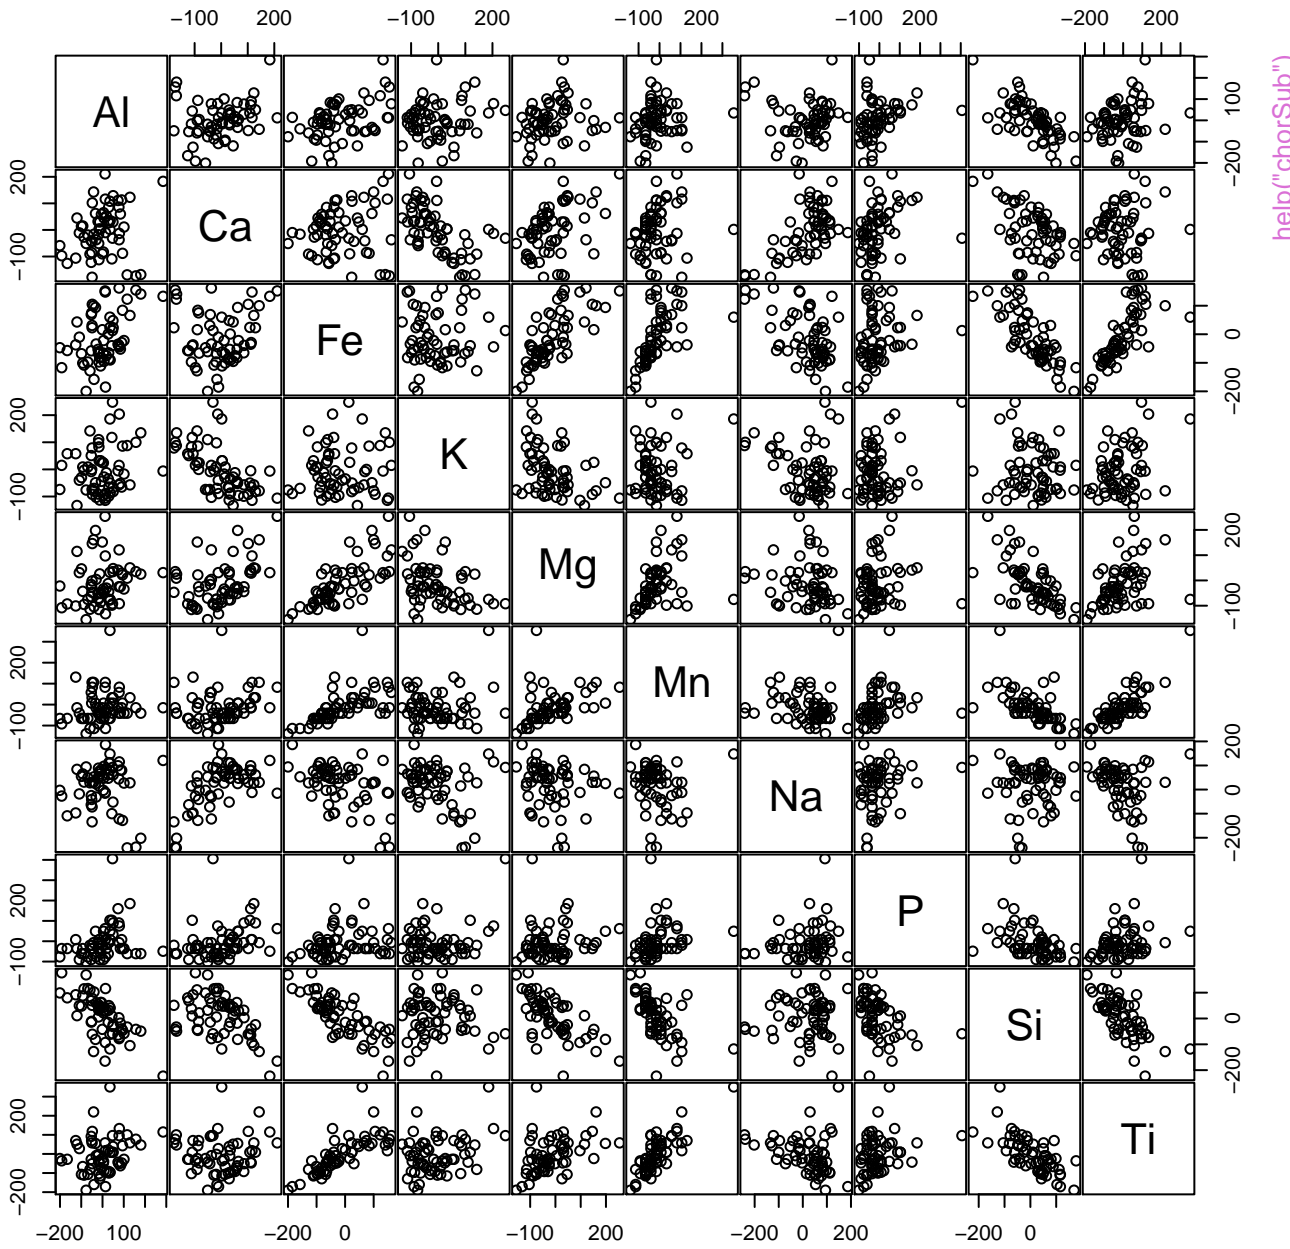 −100 200 −100 200 −100 200 −100 200 −200 200
Al
−200 100
help("chorSub")
−100 200
Ca
Fe
−200 0
−100 200
K
Mg
−100 200
−100 200
Mn
Na
−200 0 200
−100 200
P
Si
−200 0
−200 200
Ti
−200 100 −200 0 −100 200 −200 0 200 −200 0